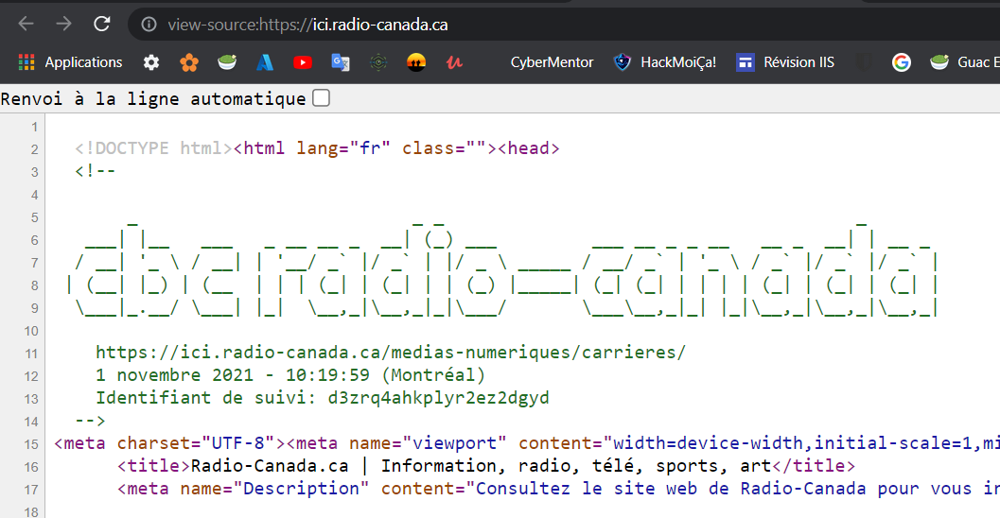 view-source:https://ici.radio-canada.ca
Applications CyberMentor HackMoiÇa! Révision IIS Guac E
Renvoi à la ligne automatique
1
2 <!DOCTYPE html><html lang="fr" class=""><head>
3 <!--
4
5 _ _ _ _
6 ___| |__ ___ _ __ __ _ __| (_) ___ ___ __ _ _ __ __ _ __| | __ _
7 / __| '_ \ / __| | '__/ _` |/ _` | |/ _ \ _____ / __/ _` | '_ \ / _` |/ _` |/ _` |
8 | (__| |_) | (__ | | | (_| | (_| | | (_) |_____| (_| (_| | | | | (_| | (_| | (_| |
9 \___|_.__/ \___| |_| \__,_|\__,_|_|\___/ \___\__,_|_| |_|\__,_|\__,_|\__,_|
10
11 https://ici.radio-canada.ca/medias-numeriques/carrieres/
12 1 novembre 2021 - 10:19:59 (Montréal)
13 Identifiant de suivi: d3zrq4ahkplyr2ez2dgyd
14 -->
15 <meta charset="UTF-8"><meta name="viewport" content="width=device-width,initial-scale=1,mi
16 <title>Radio-Canada.ca | Information, radio, télé, sports, art</title>
17 <meta name="Description" content="Consultez le site web de Radio-Canada pour vous in
18